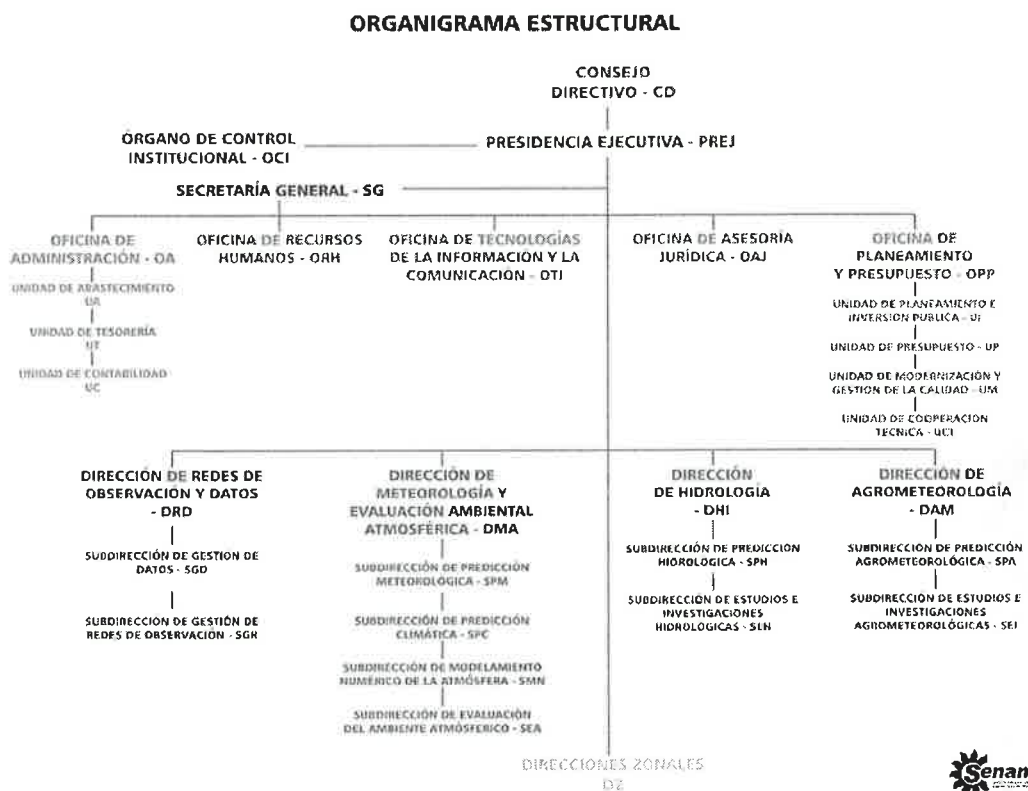 ORGANIGRAMA ESTRUCTURAL
CONSEJO
DIRECTIVO - CD
ÓRGANO DE CONTROL
INSTITUCIONAL - OCI
PRESIDENCIA EJECUTIVA - PREJ
SECRETARÍA GENERAL - SG
OFICINA DE
ADMINISTRACIÓN - OA
UNIDAD DE ABASTECIMIENTO
UA
UNIDAD DE TESORERÍA
UT
UNIDAD DE CONTABILIDAD
UC
OFICINA DE RECURSOS
HUMANOS - ORH
OFICINA DE TECNOLOGÍAS
DE LA INFORMACIÓN Y LA
COMUNICACIÓN - OTI
OFICINA DE ASESORÍA
JURÍDICA - OAJ
OFICINA DE
PLANEAMIENTO
Y PRESUPUESTO - OPP
UNIDAD DE PLANEAMIENTO E
INVERSIÓN PÚBLICA - UI
UNIDAD DE PRESUPUESTO - UP
UNIDAD DE MODERNIZACIÓN Y
GESTIÓN DE LA CALIDAD - UM
UNIDAD DE COOPERACIÓN
TÉCNICA - UCI
DIRECCIÓN DE REDES DE
OBSERVACIÓN Y DATOS
- DRD
SUBDIRECCIÓN DE GESTIÓN DE
DATOS - SGD
SUBDIRECCIÓN DE GESTIÓN DE
REDES DE OBSERVACIÓN - SGR
DIRECCIÓN DE
METEOROLOGÍA Y
EVALUACIÓN AMBIENTAL
ATMOSFÉRICA - DMA
SUBDIRECCIÓN DE PREDICCIÓN
METEOROLÓGICA - SPM
SUBDIRECCIÓN DE PREDICCIÓN
CLIMÁTICA - SPC
SUBDIRECCIÓN DE MODELAMIENTO
NUMÉRICO DE LA ATMÓSFERA - SMN
SUBDIRECCIÓN DE EVALUACIÓN
DEL AMBIENTE ATMÓSFERICO - SEA
DIRECCIÓN
DE HIDROLOGÍA
- DHI
SUBDIRECCIÓN DE PREDICCIÓN
HIDROLÓGICA - SPH
SUBDIRECCIÓN DE ESTUDIOS E
INVESTIGACIONES
HIDROLÓGICAS - SEH
DIRECCIÓN DE
AGROMETEOROLOGÍA
- DAM
SUBDIRECCIÓN DE PREDICCIÓN
AGROMETEOROLÓGICA - SPA
SUBDIRECCIÓN DE ESTUDIOS E
INVESTIGACIONES
AGROMETEOROLÓGICAS - SEI
DIRECCIONES ZONALES
DZ
Senam